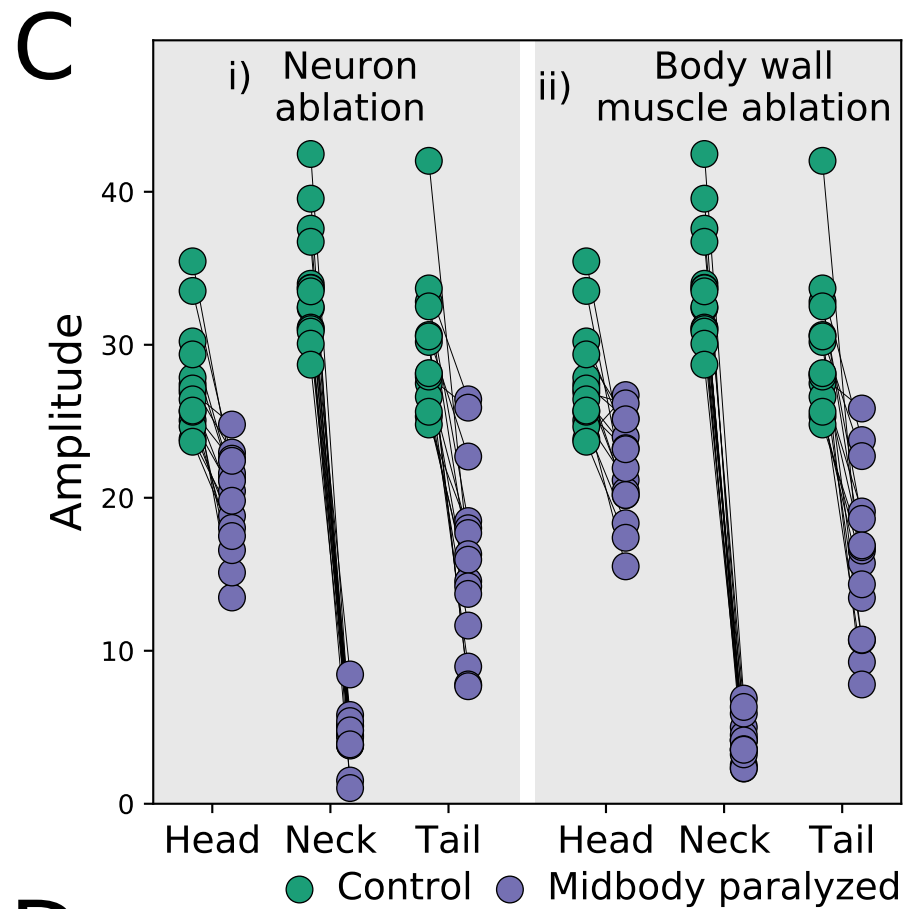 C
i) Neuron
ablation
ii) Body wall
muscle ablation
Amplitude
40
30
20
10
0
Head Neck Tail Head Neck Tail
Control Midbody paralyzed